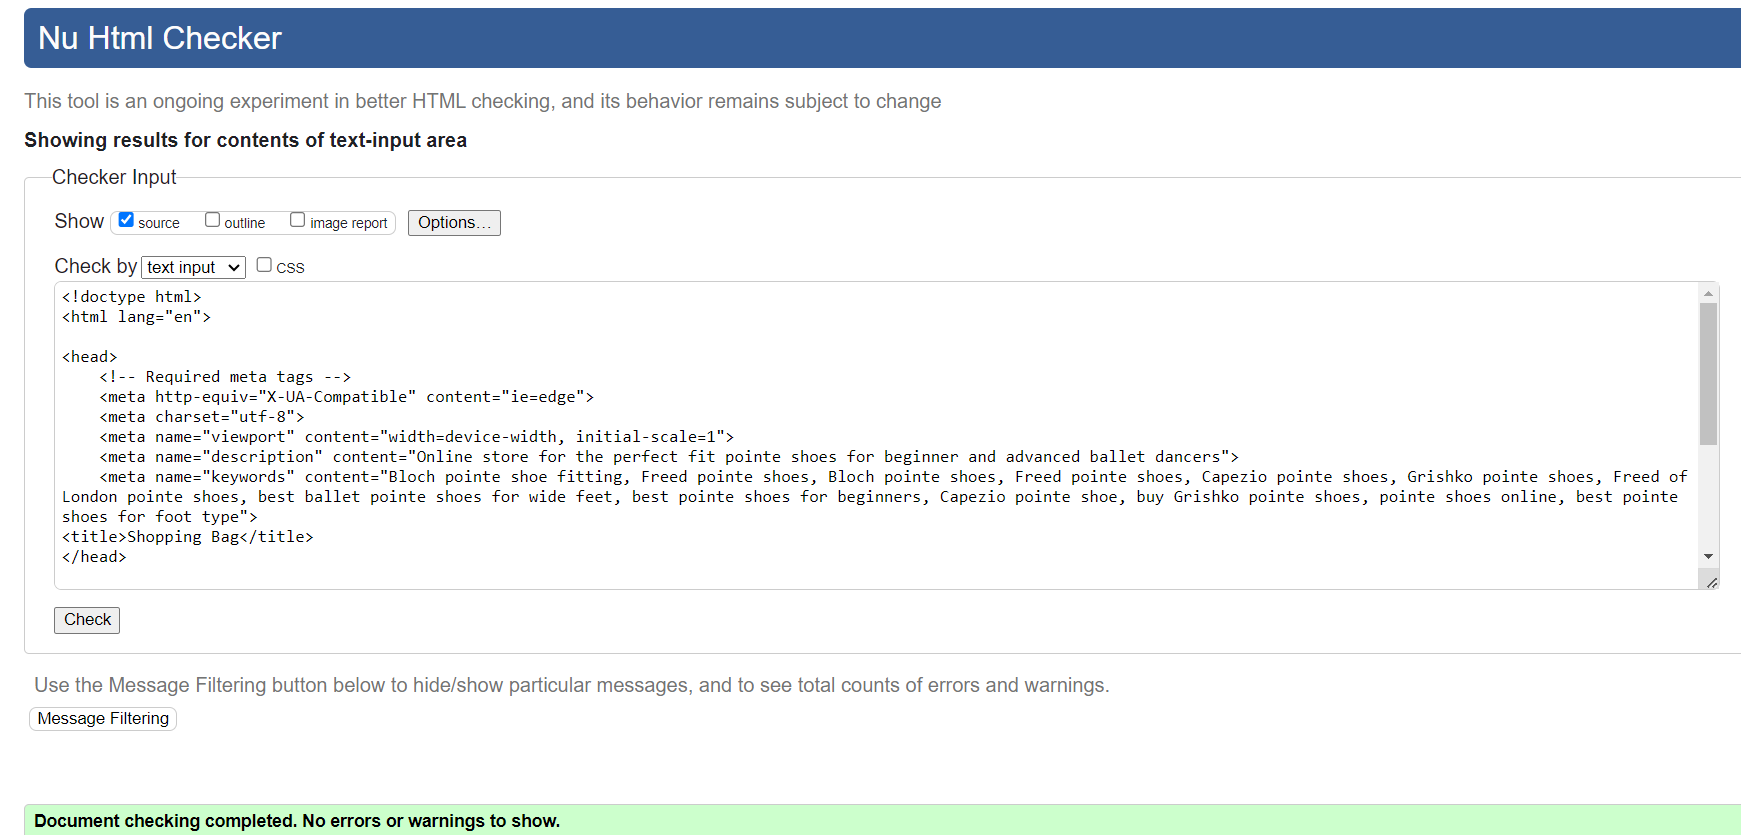 Nu Html Checker
This tool is an ongoing experiment in better HTML checking, and its behavior remains subject to change
Showing results for contents of text-input area
Checker Input
Show source outline image report Options...
Check by text input CSS
<!doctype html>
<html lang="en">
<head>
    <!-- Required meta tags -->
    <meta http-equiv="X-UA-Compatible" content="ie=edge">
    <meta charset="utf-8">
    <meta name="viewport" content="width=device-width, initial-scale=1">
    <meta name="description" content="Online store for the perfect fit pointe shoes for beginner and advanced ballet dancers">
    <meta name="keywords" content="Bloch pointe shoe fitting, Freed pointe shoes, Bloch pointe shoes, Freed pointe shoes, Capezio pointe shoes, Grishko pointe shoes, Freed of
London pointe shoes, best ballet pointe shoes for wide feet, best pointe shoes for beginners, Capezio pointe shoe, buy Grishko pointe shoes, pointe shoes online, best pointe
shoes for foot type">
<title>Shopping Bag</title>
</head>
Check
Use the Message Filtering button below to hide/show particular messages, and to see total counts of errors and warnings.
Message Filtering
Document checking completed. No errors or warnings to show.